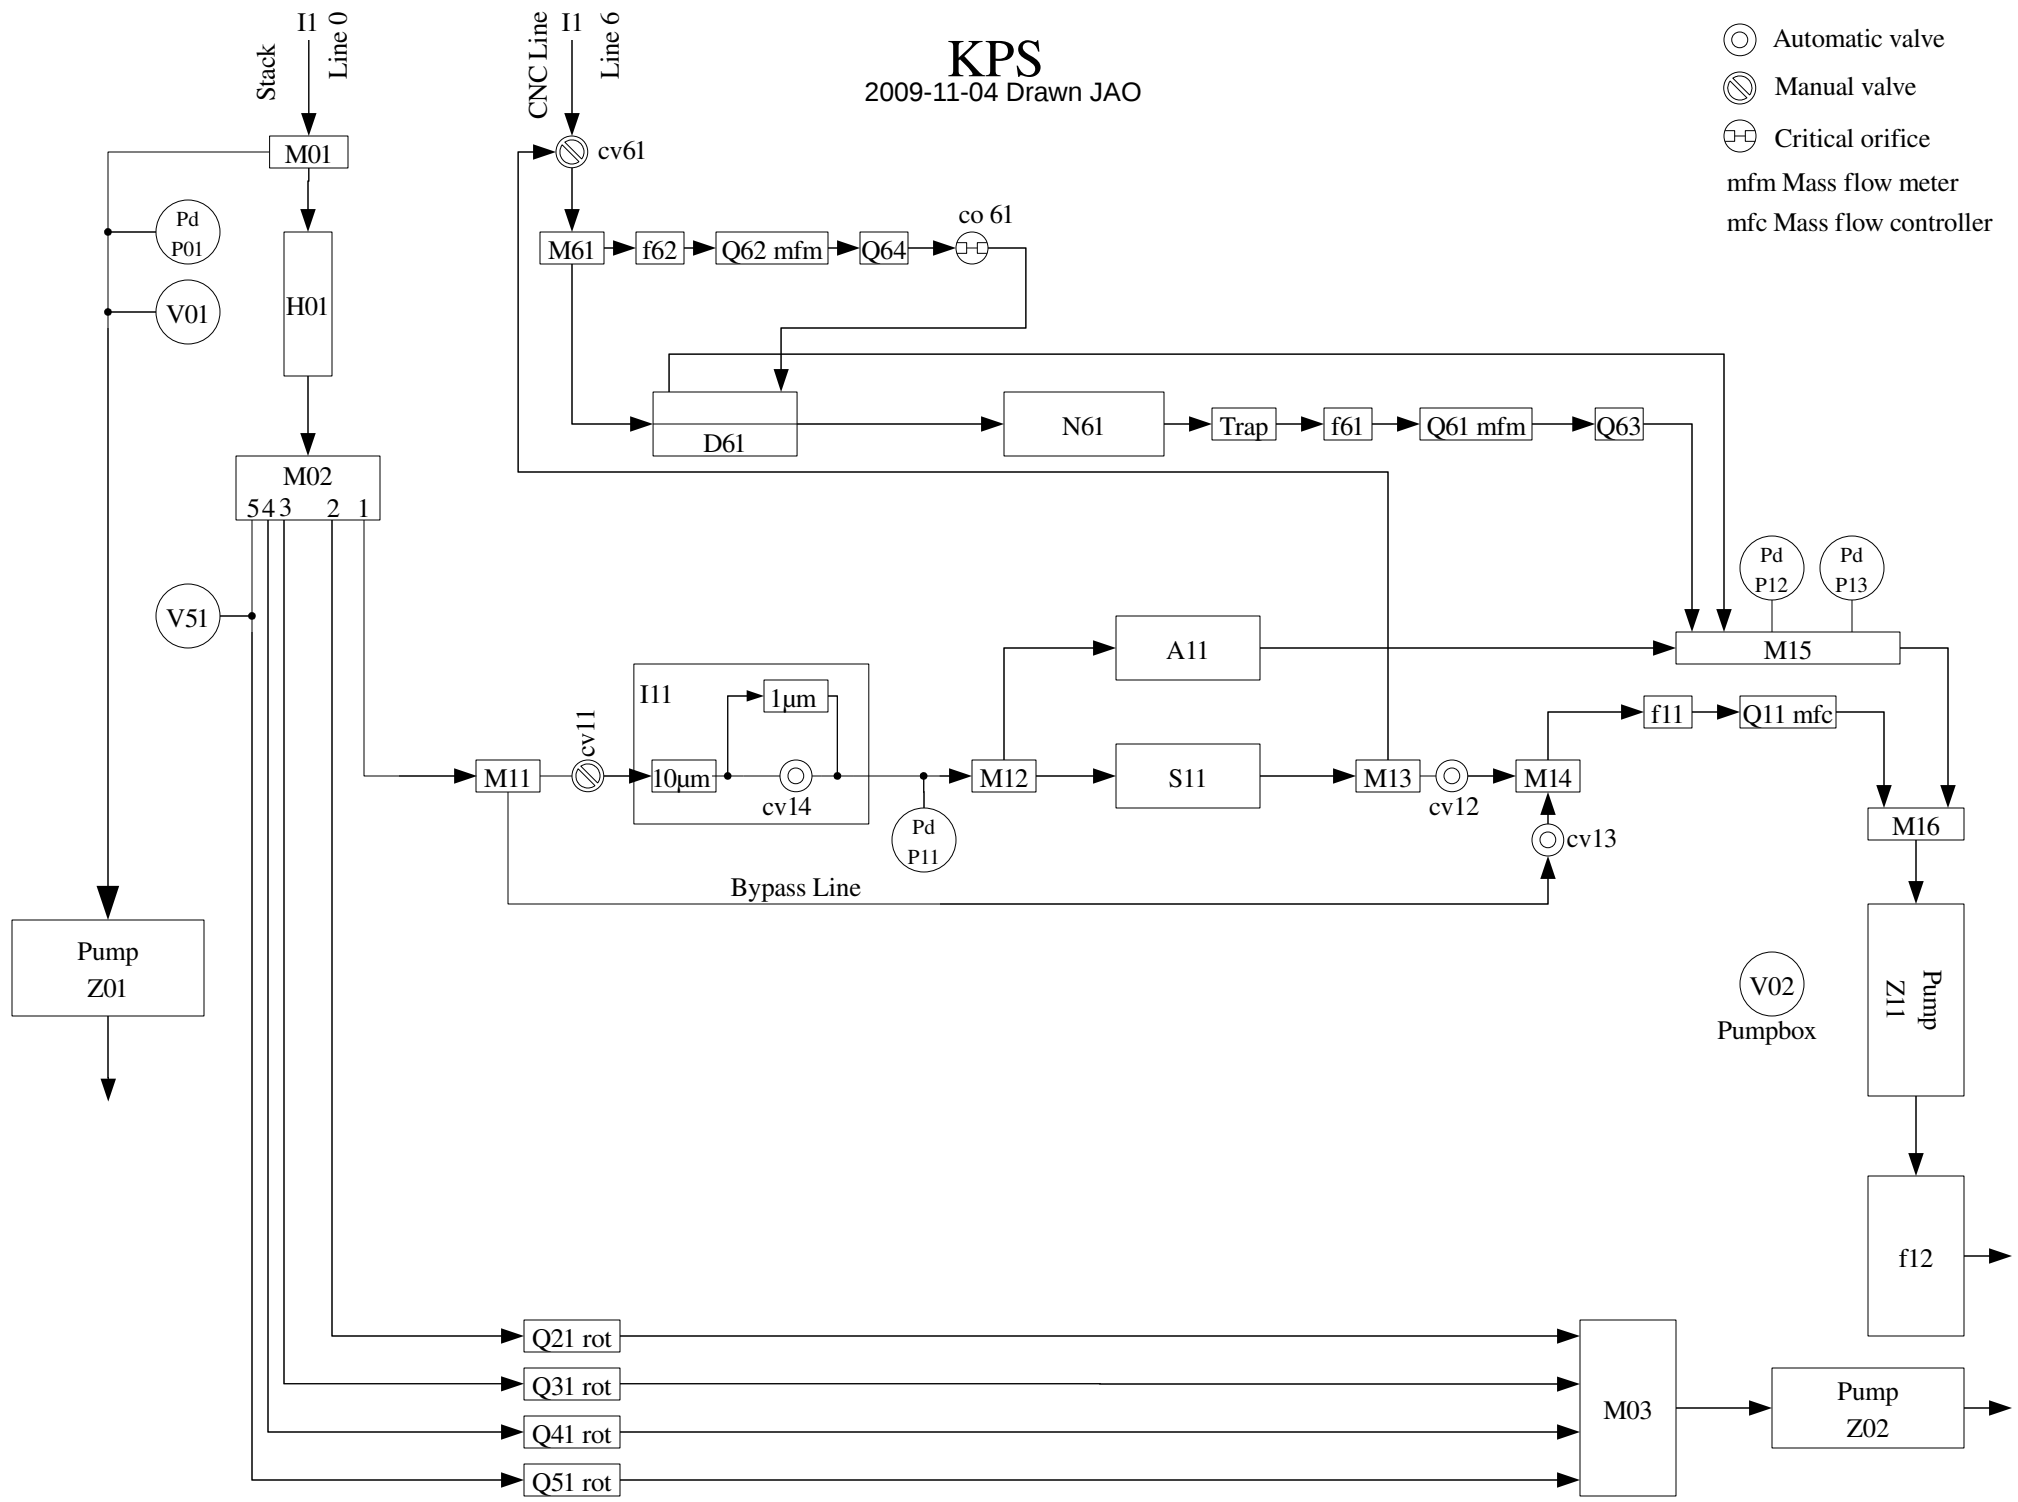 I1
Stack
Line 0
CNC Line
I1
Line 6
KPS
2009-11-04 Drawn JAO
Automatic valve
Manual valve
Critical orifice
mfm Mass flow meter
mfc Mass flow controller
M01
cv61
Pd
P01
V01
H01
M61
f62
Q62 mfm
Q64
co 61
D61
N61
Trap
f61
Q61 mfm
Q63
M02
5 4 3 2 1
V51
Pd
P12
Pd
P13
M15
A11
I11
1µm
cv11
10µm
cv14
M11
Pd
P11
M12
S11
M13
cv12
M14
cv13
f11
Q11 mfc
M16
Bypass Line
Pump
Z01
V02
Pumpbox
Pump
Z11
f12
Q21 rot
Q31 rot
Q41 rot
Q51 rot
M03
Pump
Z02